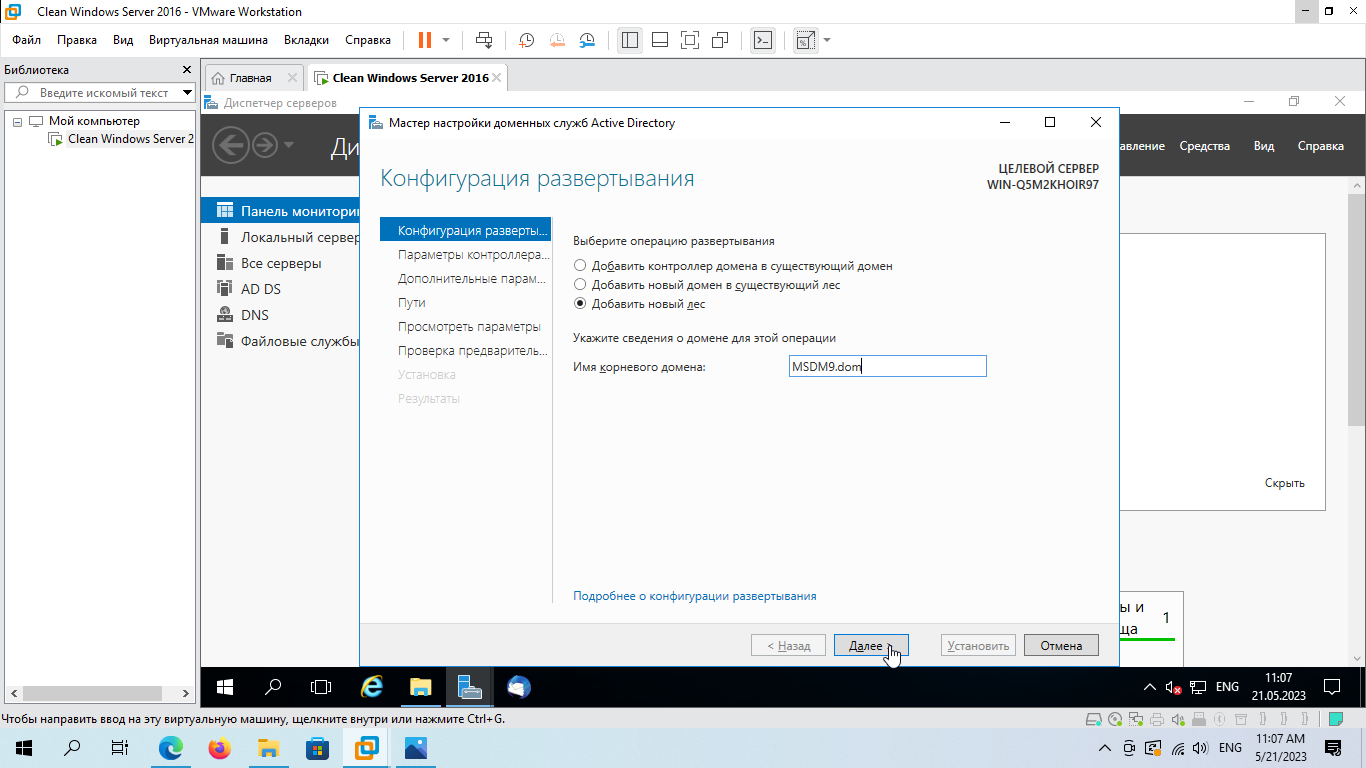 Clean Windows Server 2016 - VMware Workstation
Файл Правка Вид Виртуальная машина Вкладки Справка
Библиотека
Введите искомый текст
Мой компьютер
Clean Windows Server 2
Главная
Clean Windows Server 2016
Диспетчер серверов
Ди
авление Средства Вид Справка
Панель мониторин
Локальный сервер
Все серверы
AD DS
DNS
Файловые службы
Мастер настройки доменных служб Active Directory
Конфигурация развертывания
ЦЕЛЕВОЙ СЕРВЕР
WIN-Q5M2KHOIR97
Конфигурация разверты...
Параметры контроллера...
Дополнительные парам...
Пути
Просмотреть параметры
Проверка предваритель...
Установка
Результаты
Выберите операцию развертывания
Добавить контроллер домена в существующий домен
Добавить новый домен в существующий лес
Добавить новый лес
Укажите сведения о домене для этой операции
Имя корневого домена:
MSDM9.dom
Подробнее о конфигурации развертывания
< Назад
Далее >
Установить
Отмена
Скрыть
ы и
ща
1
ENG
11:07
21.05.2023
Чтобы направить ввод на эту виртуальную машину, щелкните внутри или нажмите Ctrl+G.
ENG
11:07 AM
5/21/2023